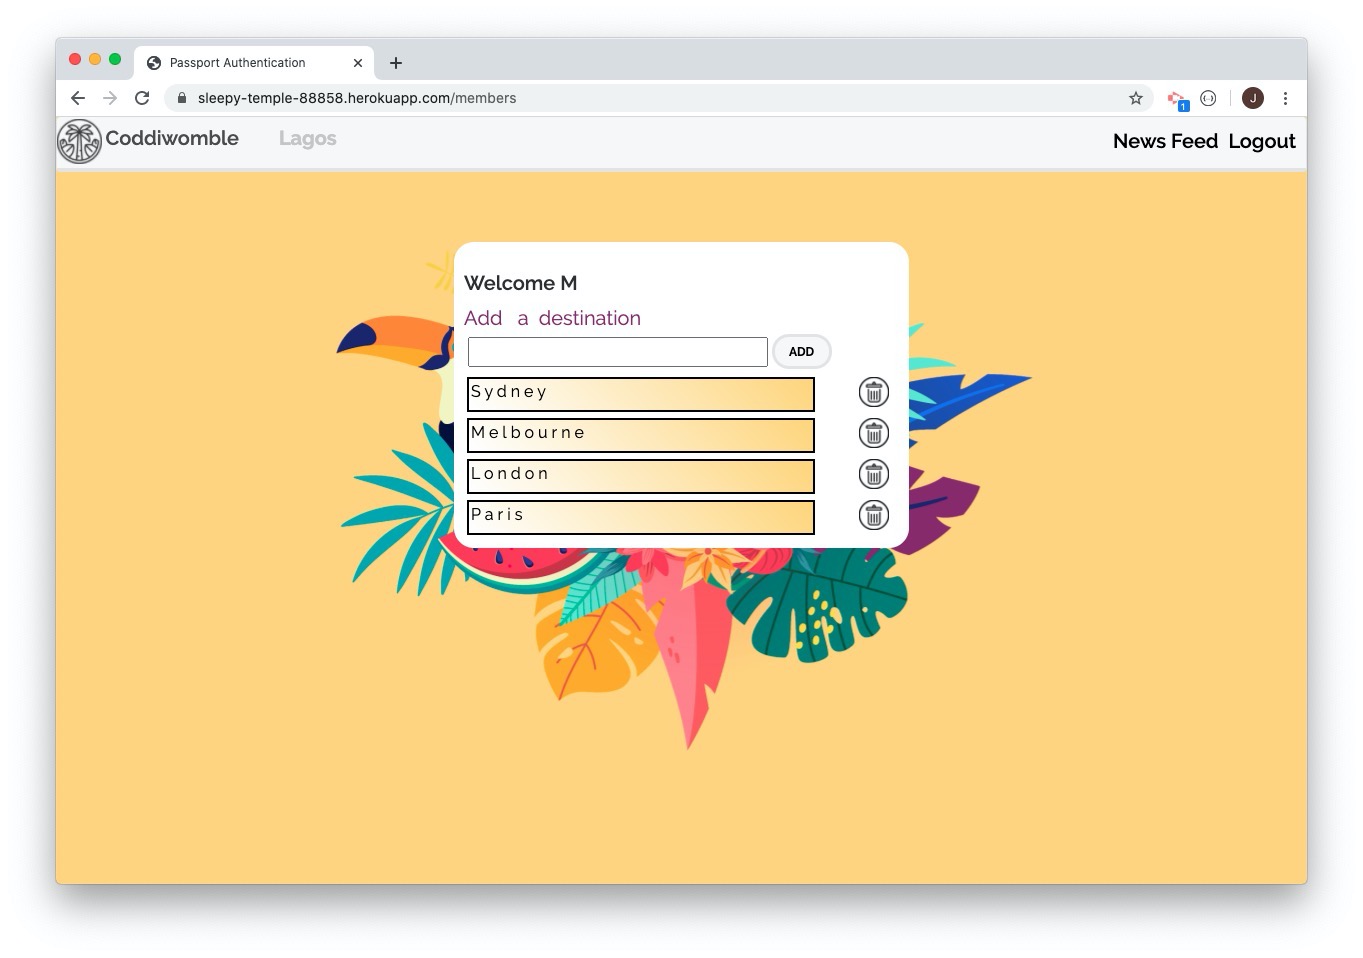 Passport Authentication
sleepy-temple-88858.herokuapp.com/members
1
J
Coddiwomble Lagos News Feed Logout
Welcome M
Add a destination
ADD
Sydney
Melbourne
London
Paris